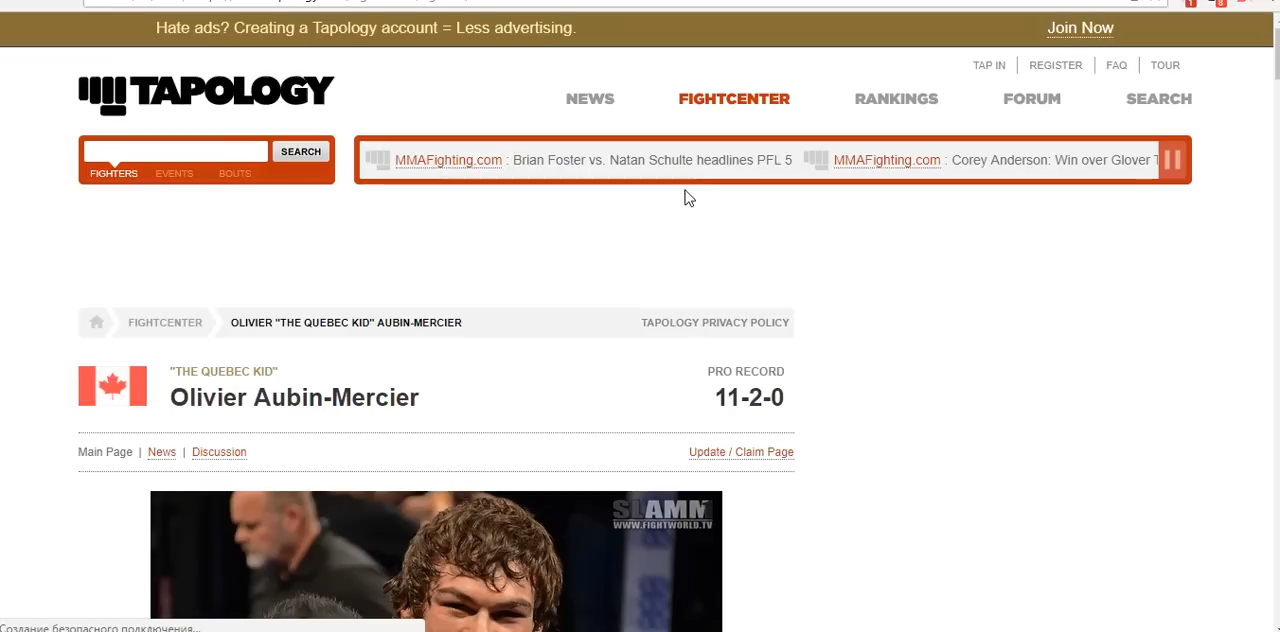 Hate ads? Creating a Tapology account = Less advertising.
Join Now
TAP IN | REGISTER | FAQ | TOUR
TAPOLOGY
NEWS FIGHTCENTER RANKINGS FORUM SEARCH
SEARCH
MMAFighting.com : Brian Foster vs. Natan Schulte headlines PFL 5 MMAFighting.com : Corey Anderson: Win over Glover
FIGHTERS EVENTS BOUTS
FIGHTCENTER OLIVIER "THE QUEBEC KID" AUBIN-MERCIER TAPOLOGY PRIVACY POLICY
"THE QUEBEC KID" PRO RECORD
Olivier Aubin-Mercier 11-2-0
Main Page | News | Discussion Update / Claim Page
SLAMM
WWW.FIGHTWORLD.TV
Создание безопасного подключения...